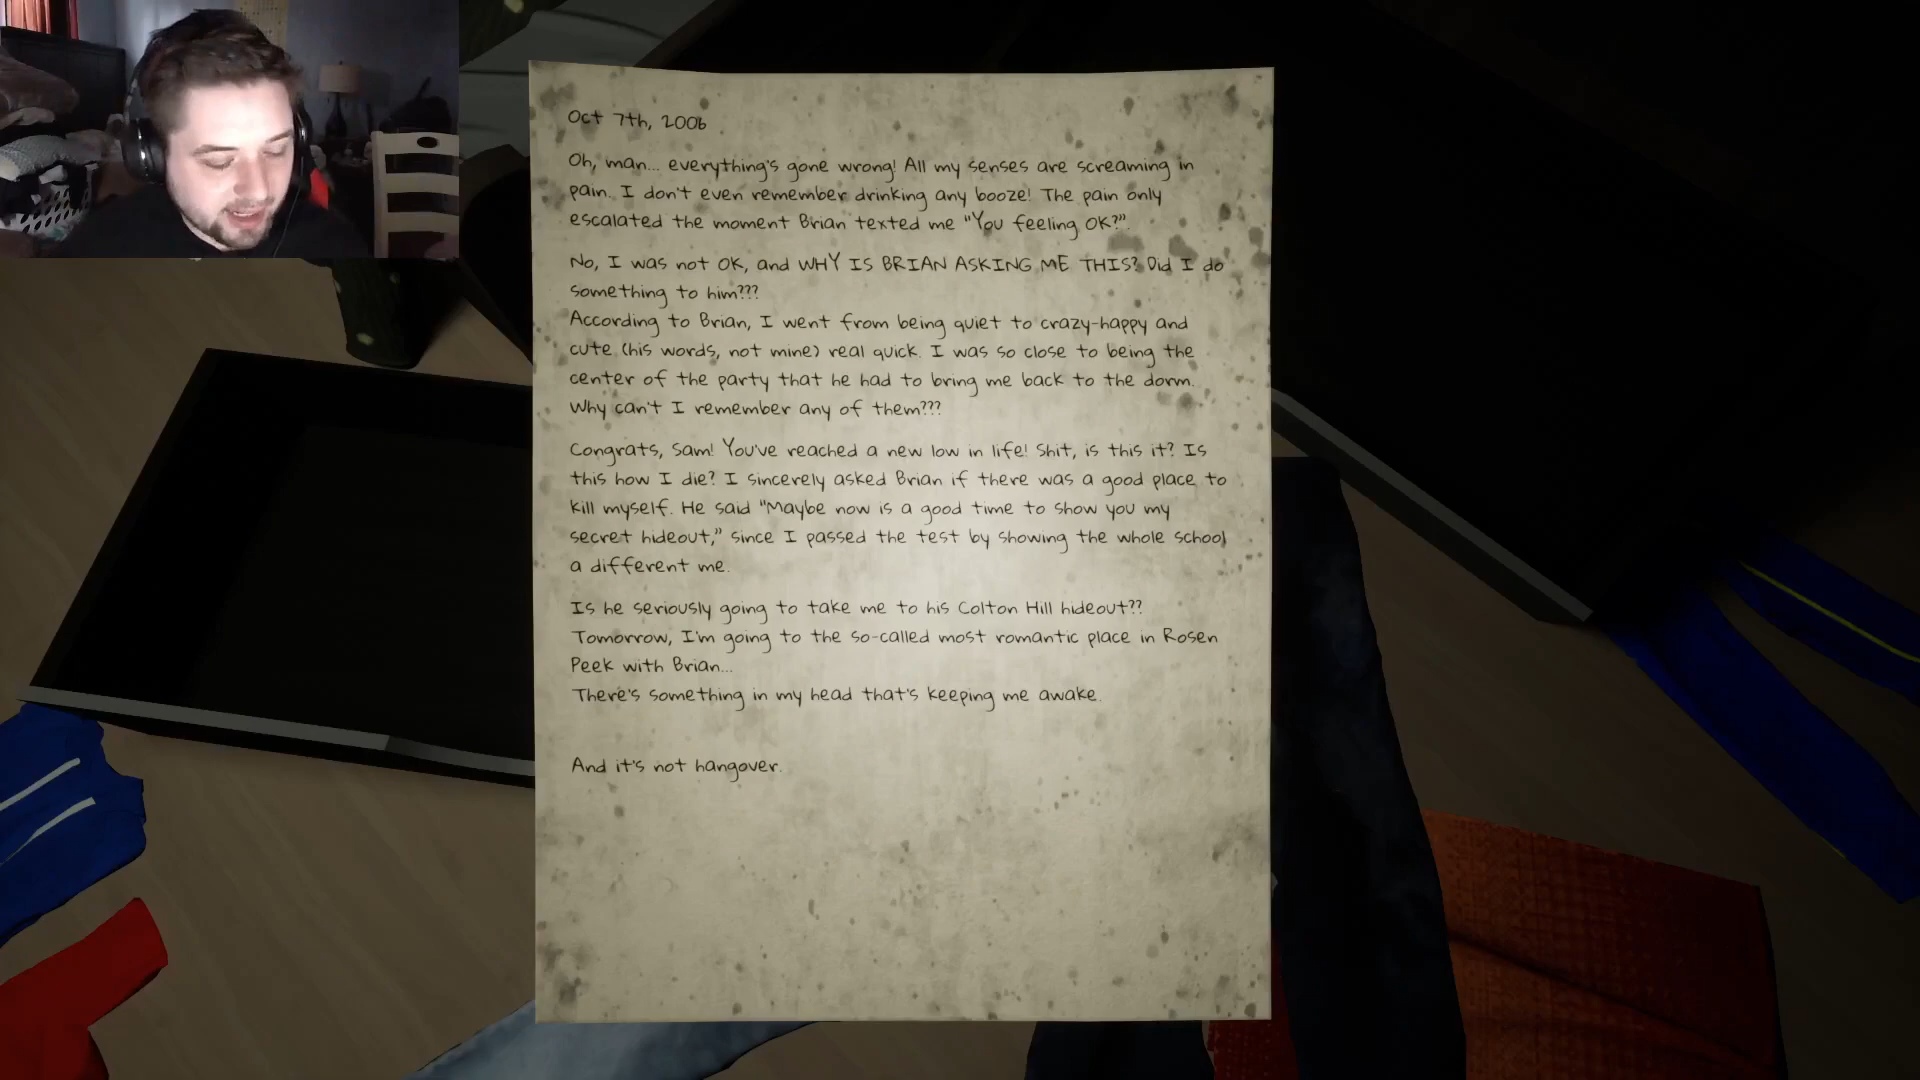 Oct 7th, 2006
Oh, man... everything's gone wrong! All my senses are screaming in
pain. I don't even remember drinking any booze! The pain only
escalated the moment Brian texted me "You feeling OK?".
No, I was not OK, and WHY IS BRIAN ASKING ME THIS? Did I do
something to him???
According to Brian, I went from being quiet to crazy-happy and
cute (his words, not mine) real quick. I was so close to being the
center of the party that he had to bring me back to the dorm.
Why can't I remember any of them???
Congrats, Sam! You've reached a new low in life! Shit, is this it? Is
this how I die? I sincerely asked Brian if there was a good place to
kill myself. He said "Maybe now is a good time to show you my
secret hideout," since I passed the test by showing the whole school
a different me.
Is he seriously going to take me to his Colton Hill hideout??
Tomorrow, I'm going to the so-called most romantic place in Rosen
Peek with Brian...
There's something in my head that's keeping me awake.
And it's not hangover.